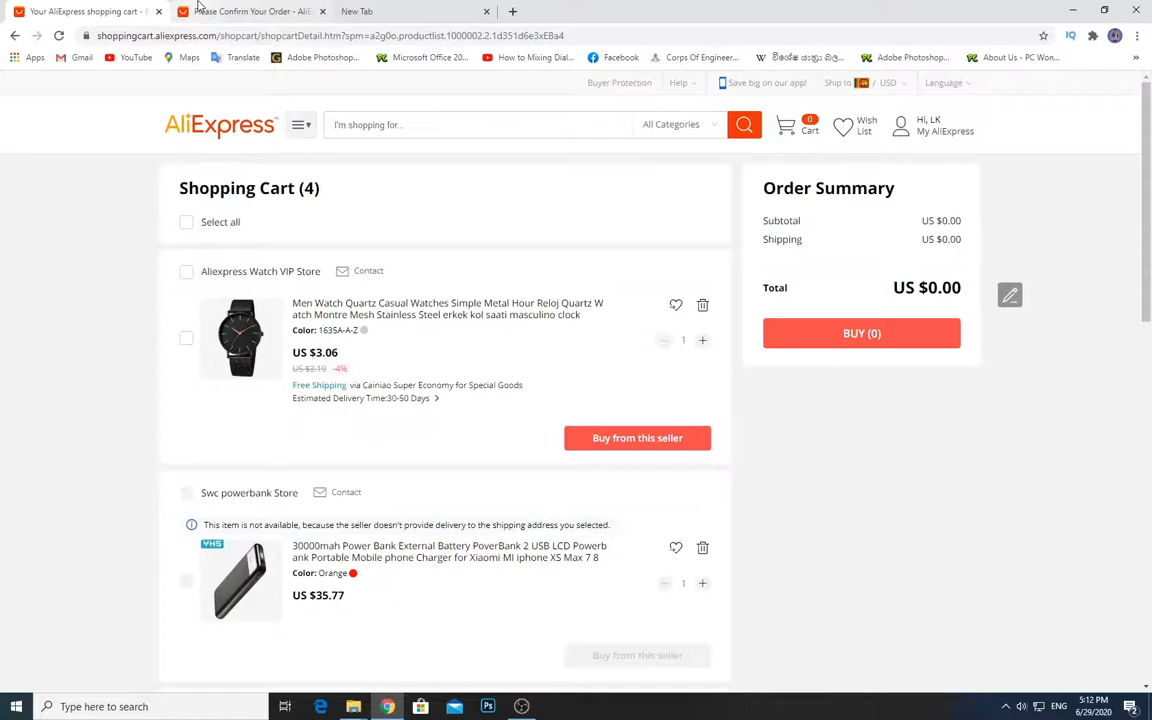 Your AliExpress shopping cart -
Please Confirm Your Order - AliE
New Tab
shoppingcart.aliexpress.com/shopcart/shopcartDetail.htm?spm=a2g0o.productlist.1000002.2.1d351d6e3xEBa4
Apps
Gmail
YouTube
Maps
Translate
Adobe Photoshop...
Microsoft Office 20...
How to Mixing Dial...
Facebook
Corps Of Engineer...
Adobe Photoshop...
About Us - PC Won...
Buyer Protection
Help
Save big on our app!
Ship to / USD
Language
AliExpress
I'm shopping for...
All Categories
0
Cart
Wish
List
Hi, LK
My AliExpress
Shopping Cart (4)
Select all
Aliexpress Watch VIP Store
Contact
Men Watch Quartz Casual Watches Simple Metal Hour Reloj Quartz W
atch Montre Mesh Stainless Steel erkek kol saati masculino clock
Color: 1635A-A-Z
1
US $3.06
US $3.19 -4%
Free Shipping via Cainiao Super Economy for Special Goods
Estimated Delivery Time:30-50 Days
Buy from this seller
Swc powerbank Store
Contact
This item is not available, because the seller doesn't provide delivery to the shipping address you selected.
YHS
30000mah Power Bank External Battery PowerBank 2 USB LCD Powerb
ank Portable Mobile phone Charger for Xiaomi MI iphone XS Max 7 8
Color: Orange
1
US $35.77
Buy from this seller
Order Summary
Subtotal US $0.00
Shipping US $0.00
Total US $0.00
BUY (0)
Type here to search
Ps
ENG
5:12 PM
6/29/2020
2